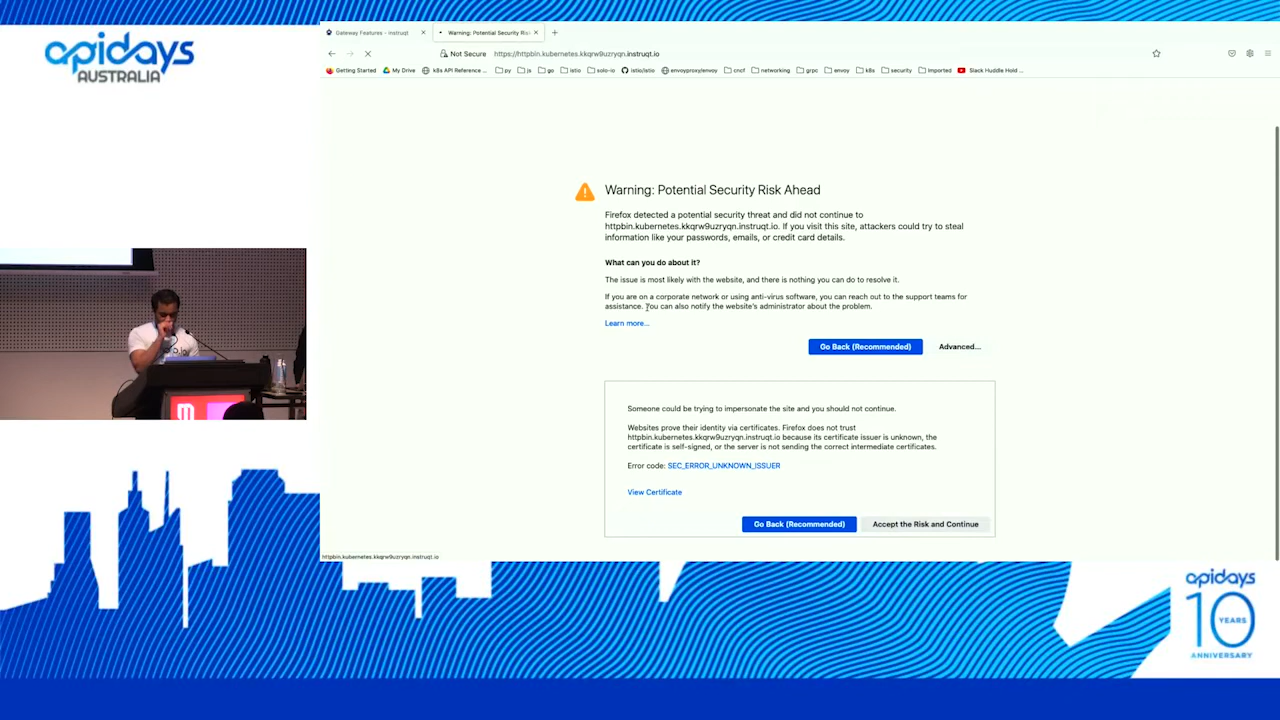 apidays
AUSTRALIA
Gateway Features - Instruqt
Warning: Potential Security Ris
Not Secure
https://httpbin.kubernetes.kkqrw9uzryqn.instruqt.io
Getting Started
My Drive
k8s API Reference ...
py
js
go
istio
solo-io
istio/istio
envoyproxy/envoy
cncf
networking
grpc
envoy
k8s
security
Imported
Slack Huddle Hold ...
Warning: Potential Security Risk Ahead
Firefox detected a potential security threat and did not continue to
httpbin.kubernetes.kkqrw9uzryqn.instruqt.io. If you visit this site, attackers could try to steal
information like your passwords, emails, or credit card details.
What can you do about it?
The issue is most likely with the website, and there is nothing you can do to resolve it.
If you are on a corporate network or using anti-virus software, you can reach out to the support teams for
assistance. You can also notify the website's administrator about the problem.
Learn more...
Go Back (Recommended)
Advanced...
Someone could be trying to impersonate the site and you should not continue.
Websites prove their identity via certificates. Firefox does not trust
httpbin.kubernetes.kkqrw9uzryqn.instruqt.io because its certificate issuer is unknown, the
certificate is self-signed, or the server is not sending the correct intermediate certificates.
Error code: SEC_ERROR_UNKNOWN_ISSUER
View Certificate
Go Back (Recommended)
Accept the Risk and Continue
httpbin.kubernetes.kkqrw9uzryqn.instruqt.io
apidays
10
YEARS
ANNIVERSARY